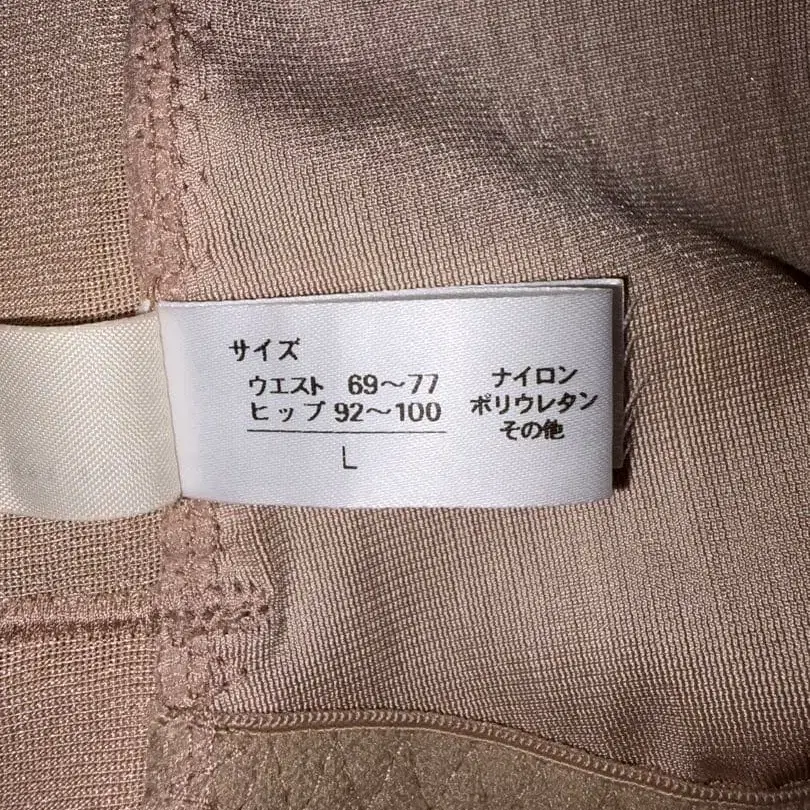 サイズ
ウエスト 69～77
ヒップ 92～100
L
ナイロン
ポリウレタン
その他